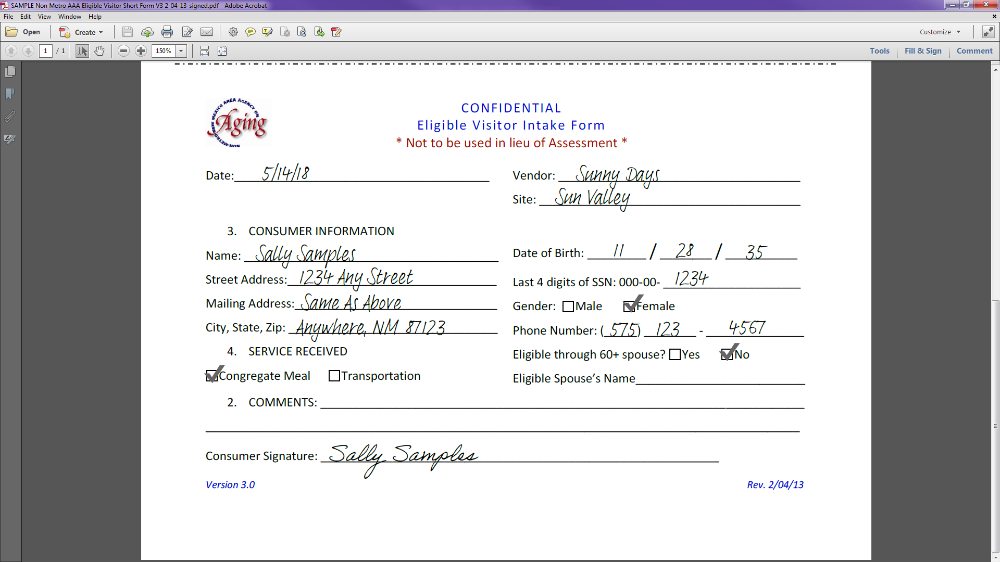 SAMPLE Non Metro AAA Eligible Visitor Short Form V3 2-04-13-signed.pdf - Adobe Acrobat
File Edit View Window Help
Open Create Customize
1 / 1 150% Tools Fill & Sign Comment
NON-METRO NEW MEXICO AREA AGENCY ON
Aging
CONFIDENTIAL
Eligible Visitor Intake Form
* Not to be used in lieu of Assessment *
Date: 5/14/18 Vendor: Sunny Days
Site: Sun Valley
3. CONSUMER INFORMATION
Name: Sally Samples Date of Birth: 11 / 28 / 35
Street Address: 1234 Any Street Last 4 digits of SSN: 000-00- 1234
Mailing Address: Same As Above Gender: Male Female
City, State, Zip: Anywhere, NM 87123 Phone Number: (575) 123 - 4567
4. SERVICE RECEIVED Eligible through 60+ spouse? Yes No
Congregate Meal Transportation Eligible Spouse’s Name
2. COMMENTS:
Consumer Signature: Sally Samples
Version 3.0 Rev. 2/04/13